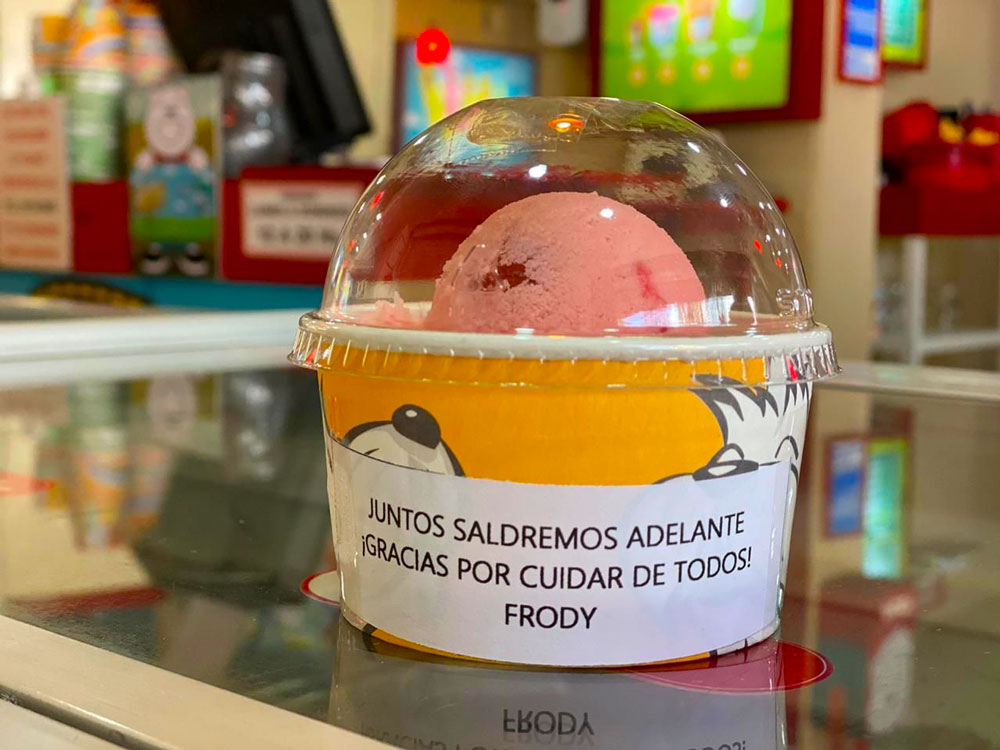 JUNTOS SALDREMOS ADELANTE
¡GRACIAS POR CUIDAR DE TODOS!
FRODY